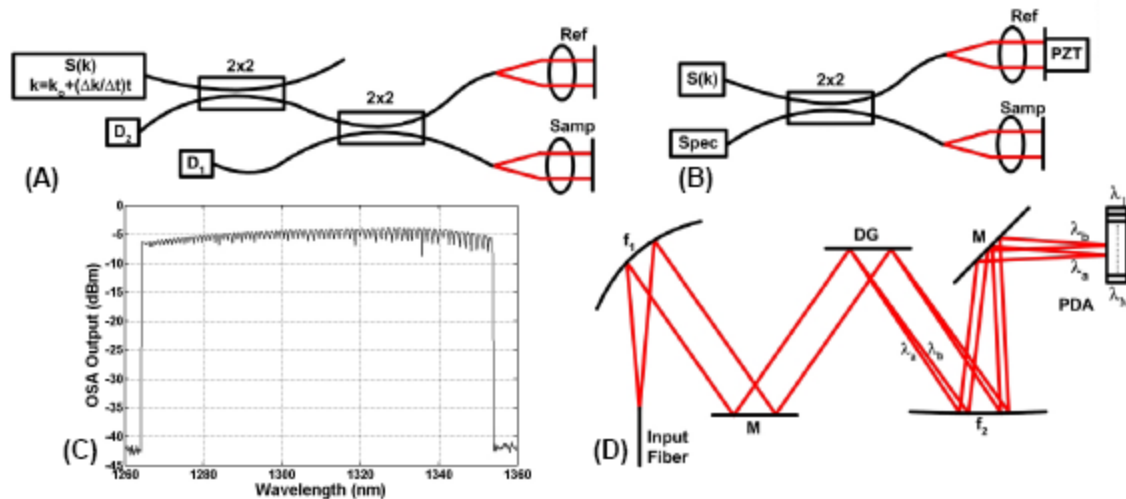 S(k)
k=k₀+(Δk/Δt)t
2x2
2x2
D₂
D₁
Ref
Samp
(A)
S(k)
Spec
2x2
Ref
PZT
Samp
(B)
OSA Output (dBm)
0
-5
-10
-15
-20
-25
-30
-35
-40
-45
1260
1280
1300
1320
1340
1360
Wavelength (nm)
(C)
f₁
Input
Fiber
M
DG
λₐ
λb
f₂
M
λb
λₐ
PDA
(D)